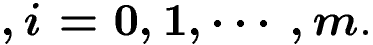 , i = 0, 1, ⋯ , m.